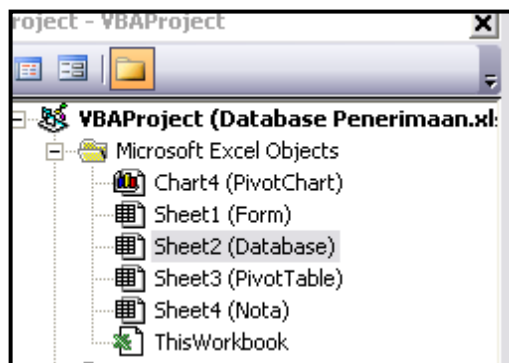 roject - VBAProject
VBAProject (Database Penerimaan.xl
Microsoft Excel Objects
Chart4 (PivotChart)
Sheet1 (Form)
Sheet2 (Database)
Sheet3 (PivotTable)
Sheet4 (Nota)
ThisWorkbook